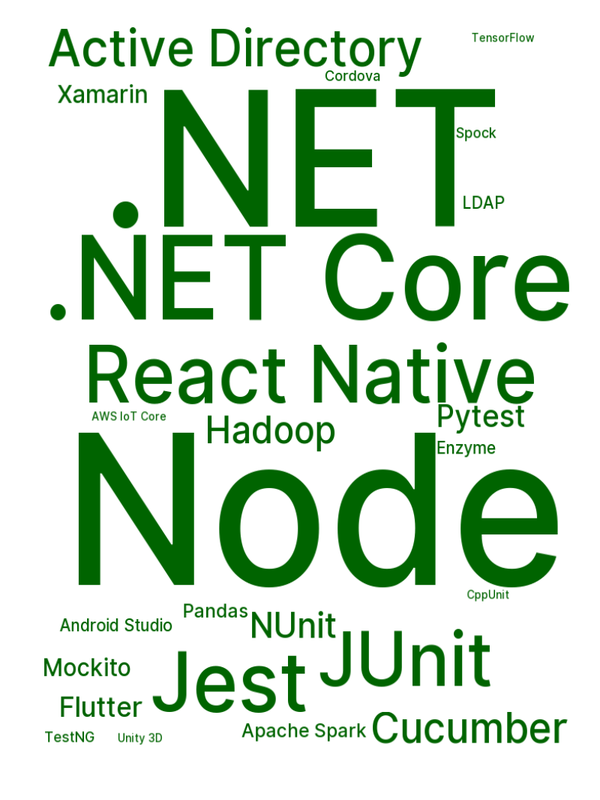 Active Directory
TensorFlow
Cordova
Xamarin
.NET
Spock
LDAP
.NET Core
React Native
AWS IoT Core
Pytest
Hadoop
Enzyme
Node
CppUnit
Pandas
Android Studio
NUnit
JUnit
Mockito
Jest
Flutter
Apache Spark
Cucumber
TestNG
Unity 3D